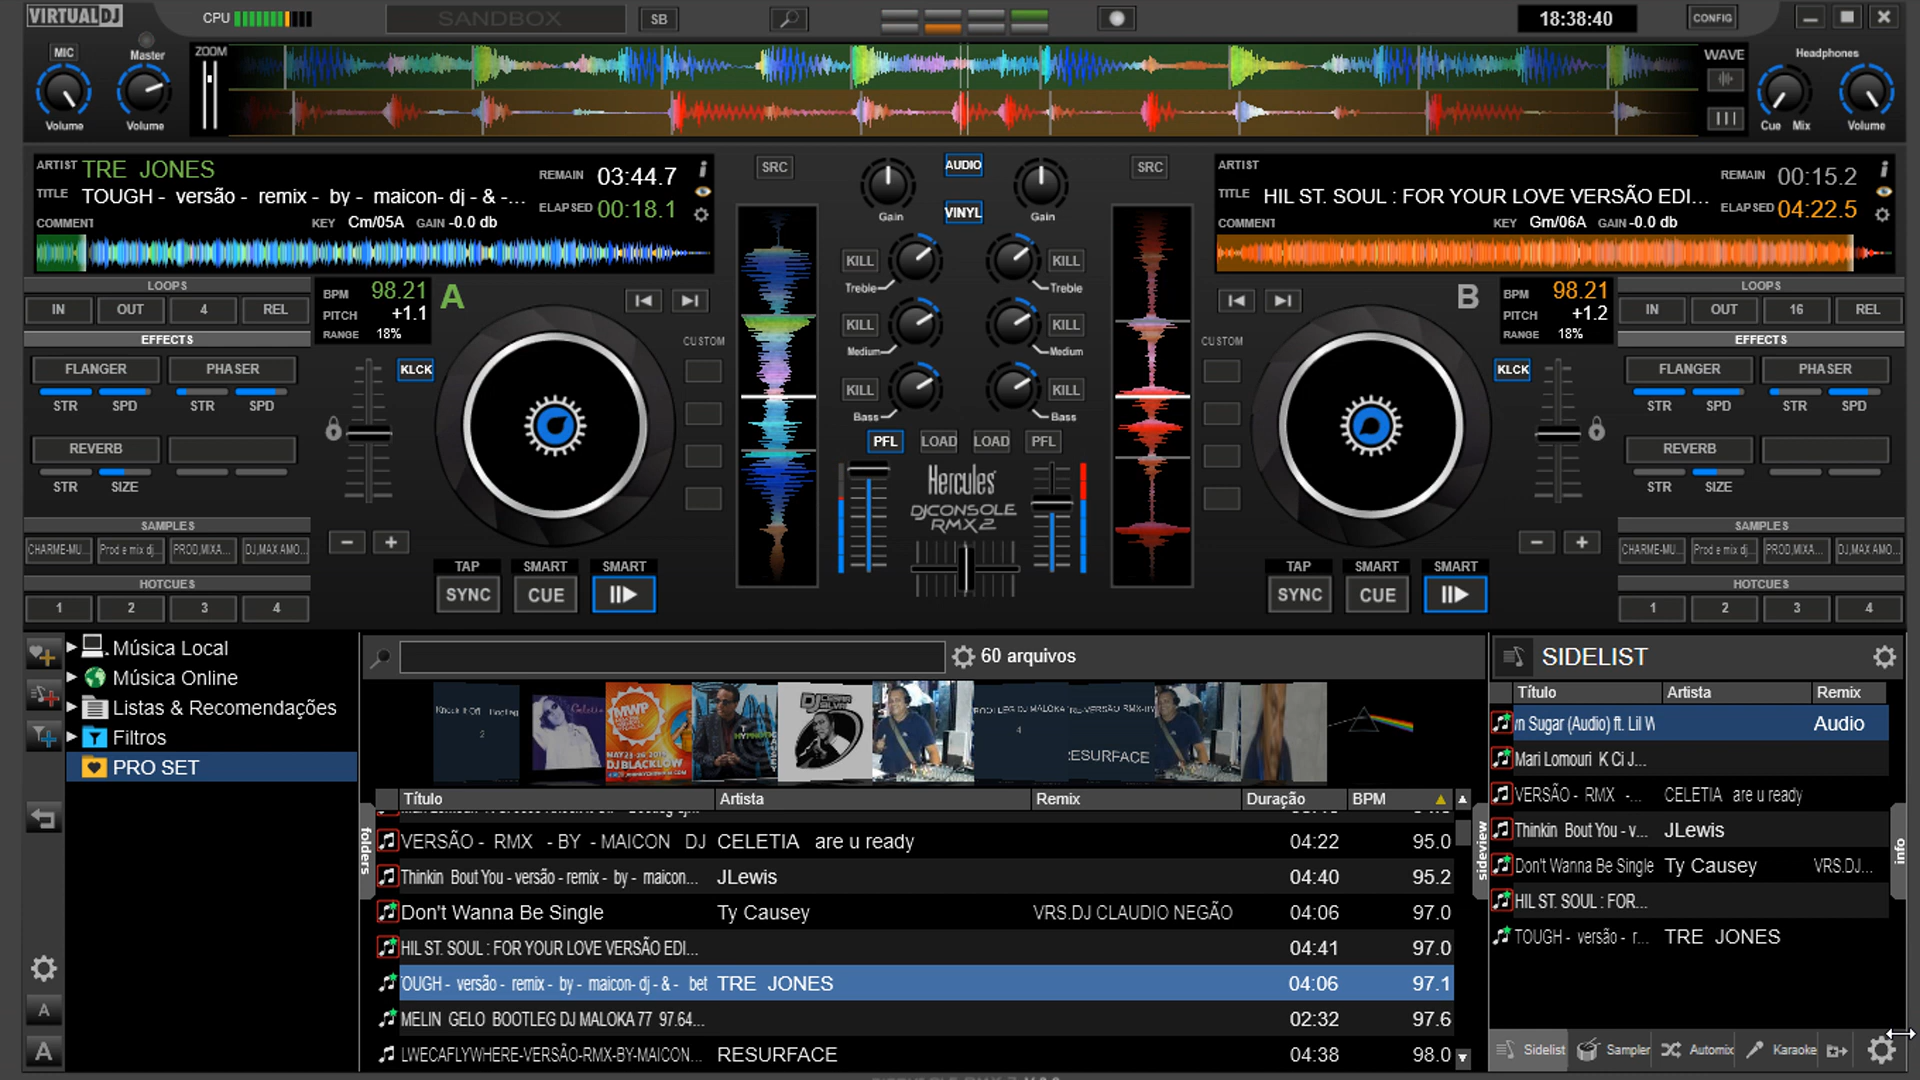 VIRTUAL DJ
CPU
SANDBOX
SB
18:38:40
CONFIG
MIC
Master
ZOOM
WAVE
Headphones
Volume
Volume
Cue Mix
Volume
ARTIST TRE JONES
TITLE TOUGH - versão - remix - by - maicon- dj - & -...
REMAIN 03:44.7
ELAPSED 00:18.1
COMMENT
KEY Cm/05A GAIN -0.0 db
SRC
AUDIO
VINYL
Gain
Gain
SRC
ARTIST
TITLE HIL ST. SOUL : FOR YOUR LOVE VERSÃO EDI...
REMAIN 00:15.2
ELAPSED 04:22.5
COMMENT
KEY Gm/06A GAIN -0.0 db
LOOPS
IN OUT 4 REL
BPM 98.21
PITCH +1.1
RANGE 18%
A
KILL
Treble
KILL
Treble
KILL
Medium
KILL
Medium
KILL
Bass
KILL
Bass
B
BPM 98.21
PITCH +1.2
RANGE 18%
LOOPS
IN OUT 16 REL
EFFECTS
FLANGER PHASER
STR SPD STR SPD
REVERB
STR SIZE
KLCK
CUSTOM
PFL LOAD LOAD PFL
Hercules
DJCONSOLE
RMX2
CUSTOM
KLCK
EFFECTS
FLANGER PHASER
STR SPD STR SPD
REVERB
STR SIZE
SAMPLES
CHARME-MU... Prod e mix dj... PROD,MIXA... DJ,MAX AMO...
HOTCUES
1 2 3 4
TAP SMART SMART
SYNC CUE
TAP SMART SMART
SYNC CUE
SAMPLES
CHARME-MU... Prod e mix dj... PROD,MIXA... DJ,MAX AMO...
HOTCUES
1 2 3 4
Música Local
Música Online
Listas & Recomendações
Filtros
PRO SET
A
A
folders
60 arquivos
Título Artista Remix Duração BPM
VERSÃO - RMX - BY - MAICON DJ CELETIA are u ready 04:22 95.0
Thinkin Bout You - versão - remix - by - maicon... JLewis 04:40 95.2
Don't Wanna Be Single Ty Causey VRS.DJ CLAUDIO NEGÃO 04:06 97.0
HIL ST. SOUL : FOR YOUR LOVE VERSÃO EDI... 04:41 97.0
OUGH - versão - remix - by - maicon- dj - & - bet TRE JONES 04:06 97.1
MELIN GELO BOOTLEG DJ MALOKA 77 97.64... 02:32 97.6
LWECAFLYWHERE-VERSÃO-RMX-BY-MAICON... RESURFACE 04:38 98.0
sideview
SIDELIST
Título Artista Remix
n Sugar (Audio) ft. Lil W Audio
Mari Lomouri K Ci J...
VERSÃO - RMX -... CELETIA are u ready
Thinkin Bout You - v... JLewis
Don't Wanna Be Single Ty Causey VRS.DJ...
HIL ST. SOUL : FOR...
TOUGH - versão - r... TRE JONES
info
Sidelist Sampler Automix Karaoke